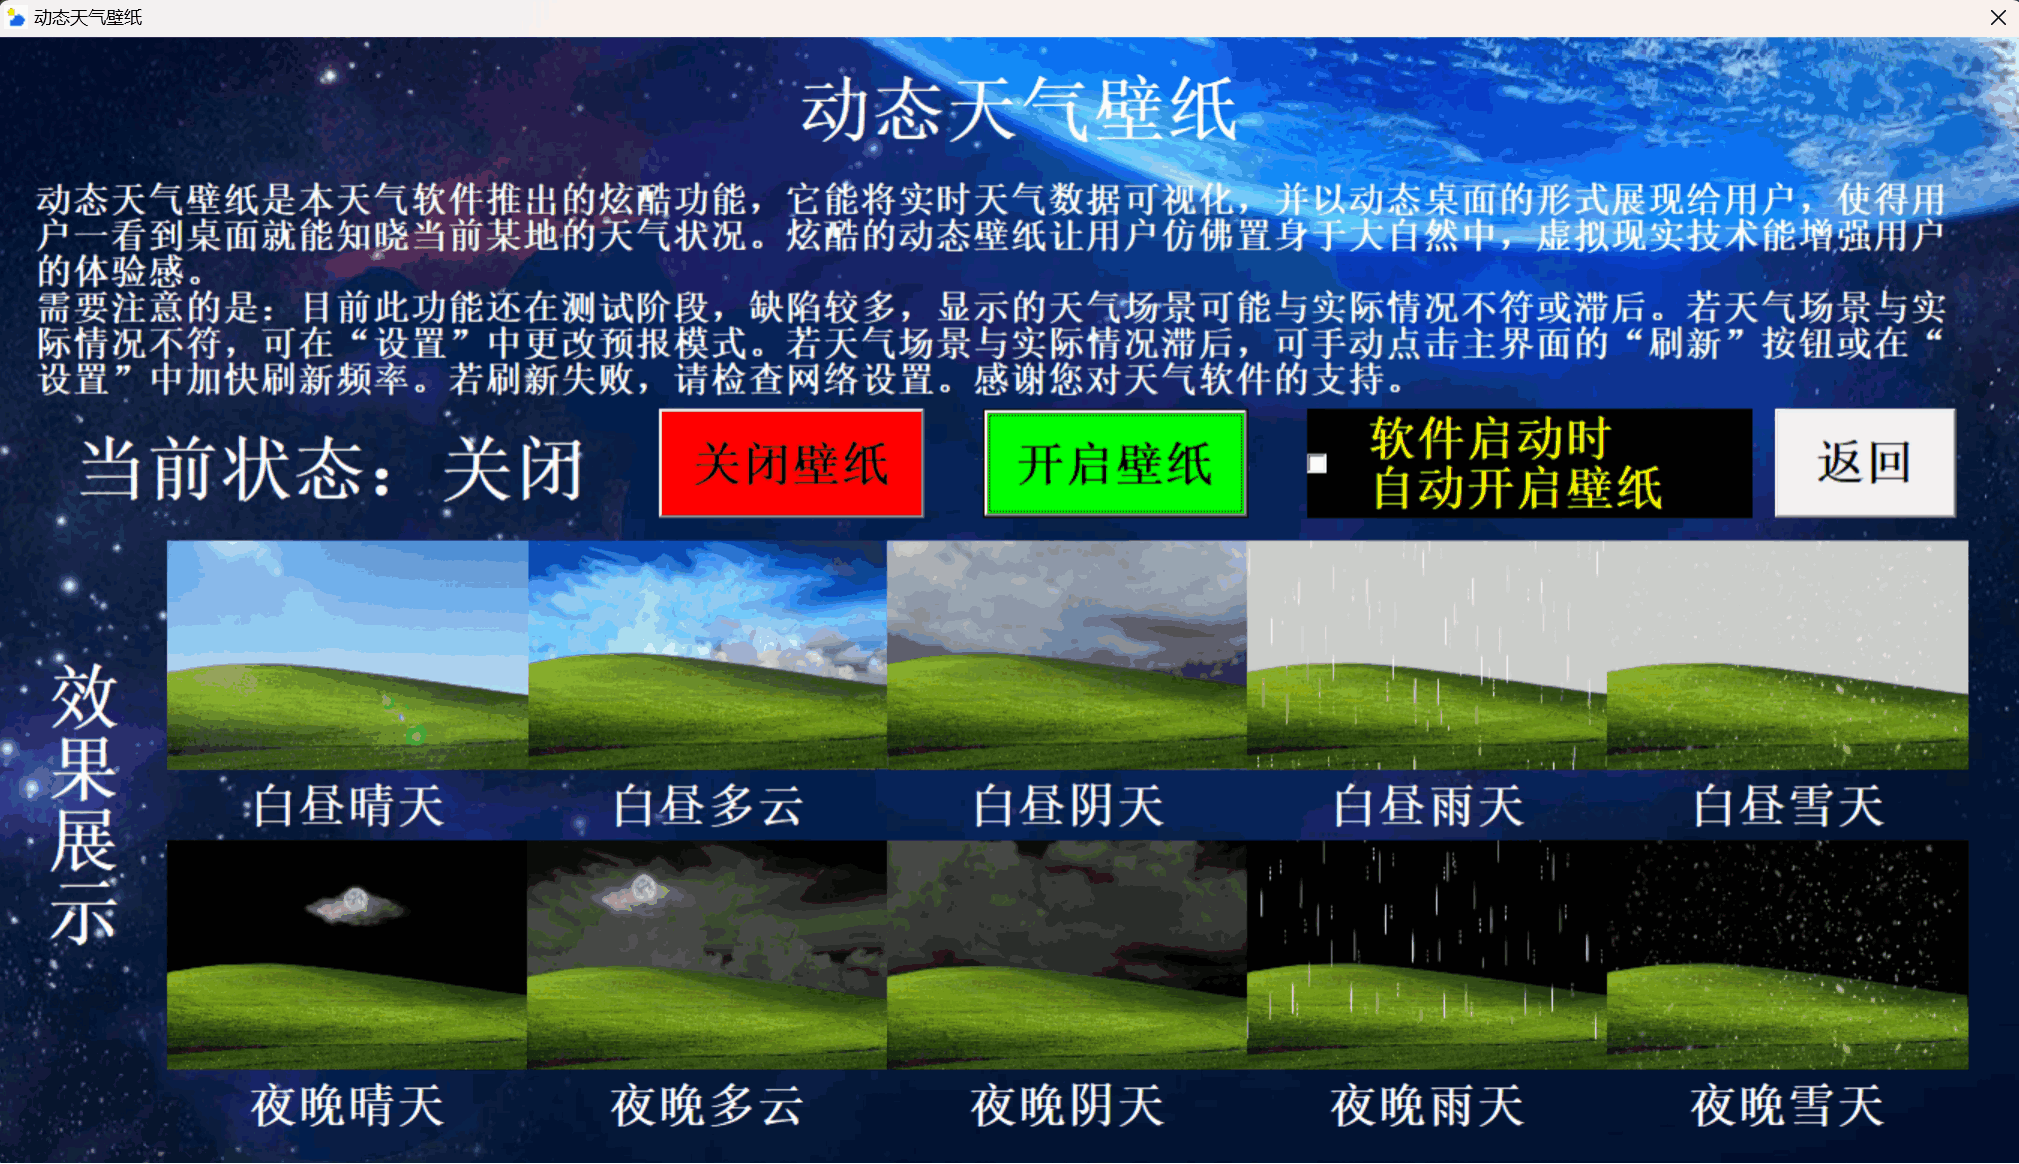 动态天气壁纸
动态天气壁纸
动态天气壁纸是本天气软件推出的炫酷功能，它能将实时天气数据可视化，并以动态桌面的形式展现给用户，使得用
户一看到桌面就能知晓当前某地的天气状况。炫酷的动态壁纸让用户仿佛置身于大自然中，虚拟现实技术能增强用户
的体验感。
需要注意的是：目前此功能还在测试阶段，缺陷较多，显示的天气场景可能与实际情况不符或滞后。若天气场景与实
际情况不符，可在“设置”中更改预报模式。若天气场景与实际情况滞后，可手动点击主界面的“刷新”按钮或在“
设置”中加快刷新频率。若刷新失败，请检查网络设置。感谢您对天气软件的支持。
当前状态： 关闭
关闭壁纸
开启壁纸
软件启动时
自动开启壁纸
返回
效果展示
白昼晴天
白昼多云
白昼阴天
白昼雨天
白昼雪天
夜晚晴天
夜晚多云
夜晚阴天
夜晚雨天
夜晚雪天